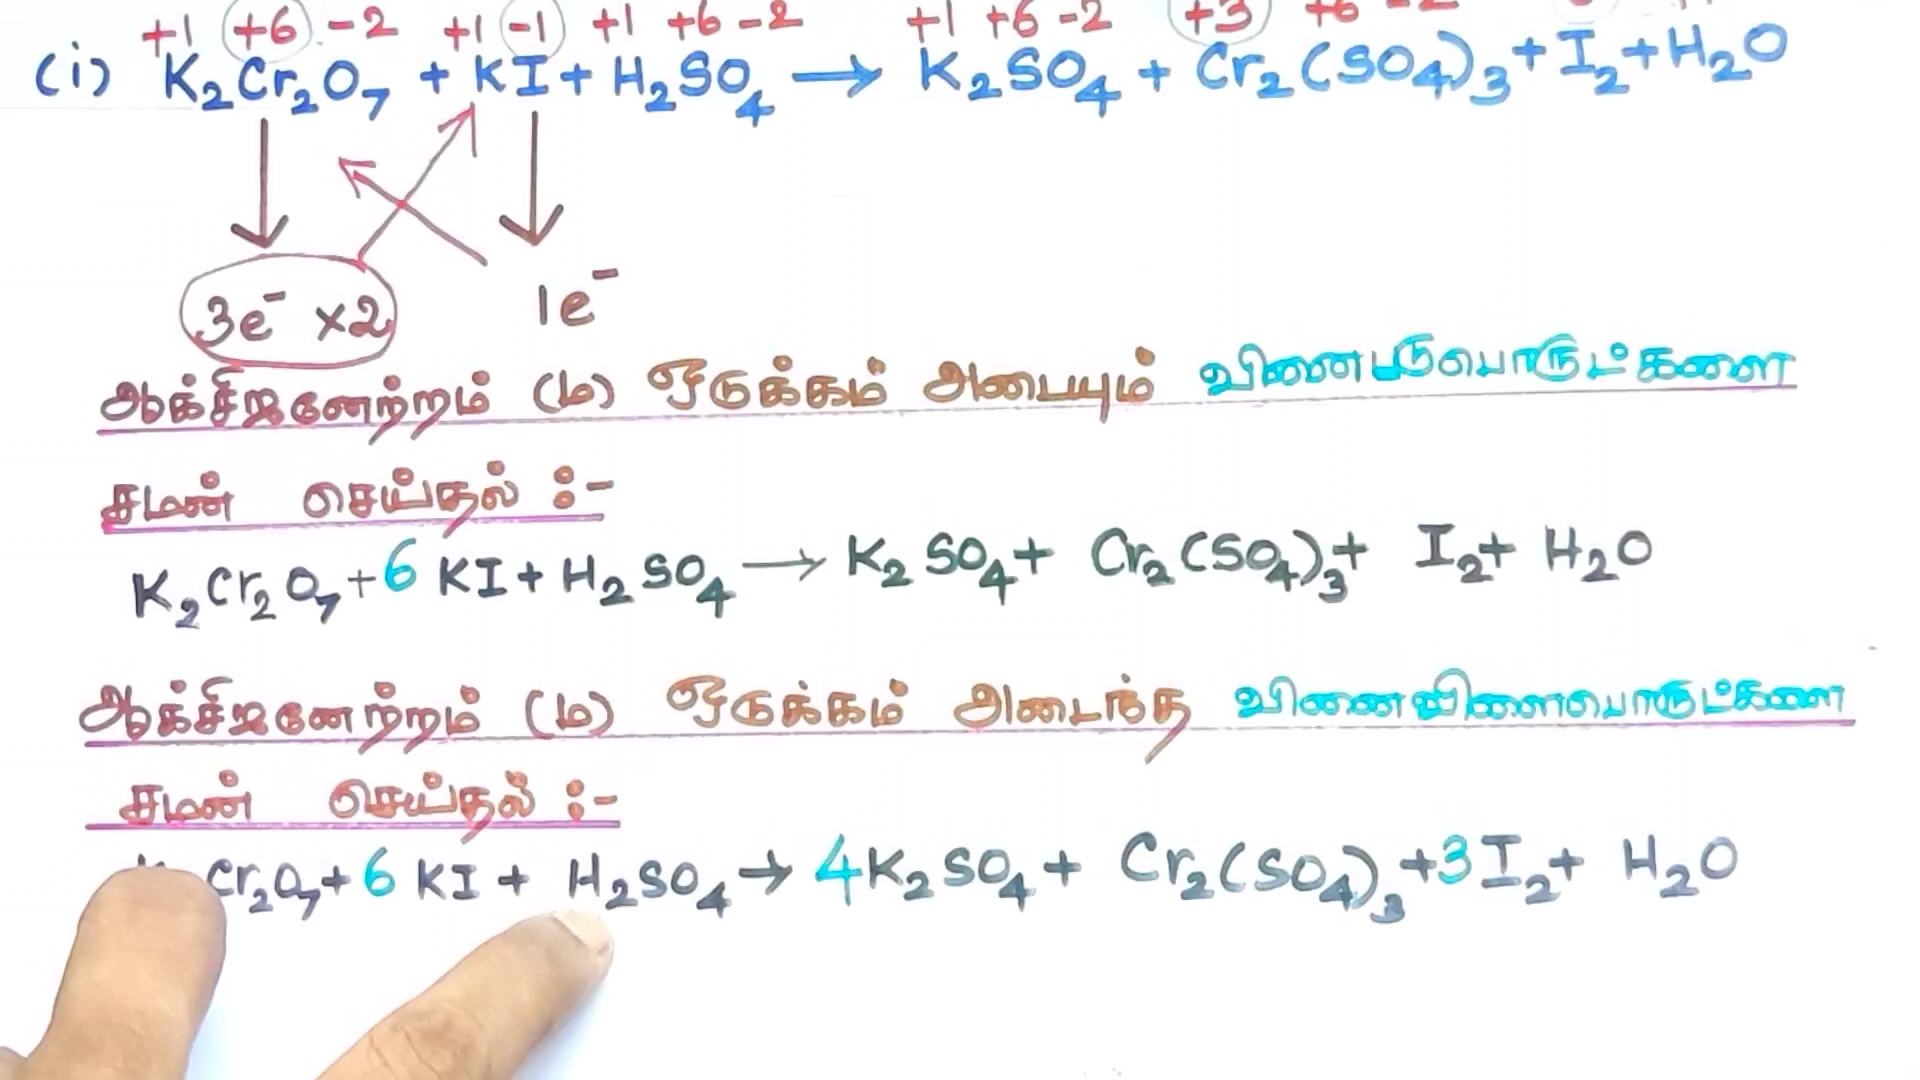 +1 +6 -2 +1 -1 +1 +6 -2 +1 +6 -2 +3 +6 -2
(i) K₂Cr₂O₇ + KI + H₂SO₄ → K₂SO₄ + Cr₂(SO₄)₃ + I₂ + H₂O
3e⁻ ×2 1e⁻
ஆக்சிஜனேற்றம் (ம) ஒடுக்கம் அடையும் வினைபடுபொருட்களை
சமன் செய்தல் :-
K₂Cr₂O₇ + 6 KI + H₂SO₄ → K₂SO₄ + Cr₂(SO₄)₃ + I₂ + H₂O
ஆக்சிஜனேற்றம் (ம) ஒடுக்கம் அடைந்த வினைவிளைபொருட்களை
சமன் செய்தல் :-
Cr₂O₇ + 6 KI + H₂SO₄ → 4K₂SO₄ + Cr₂(SO₄)₃ + 3I₂ + H₂O